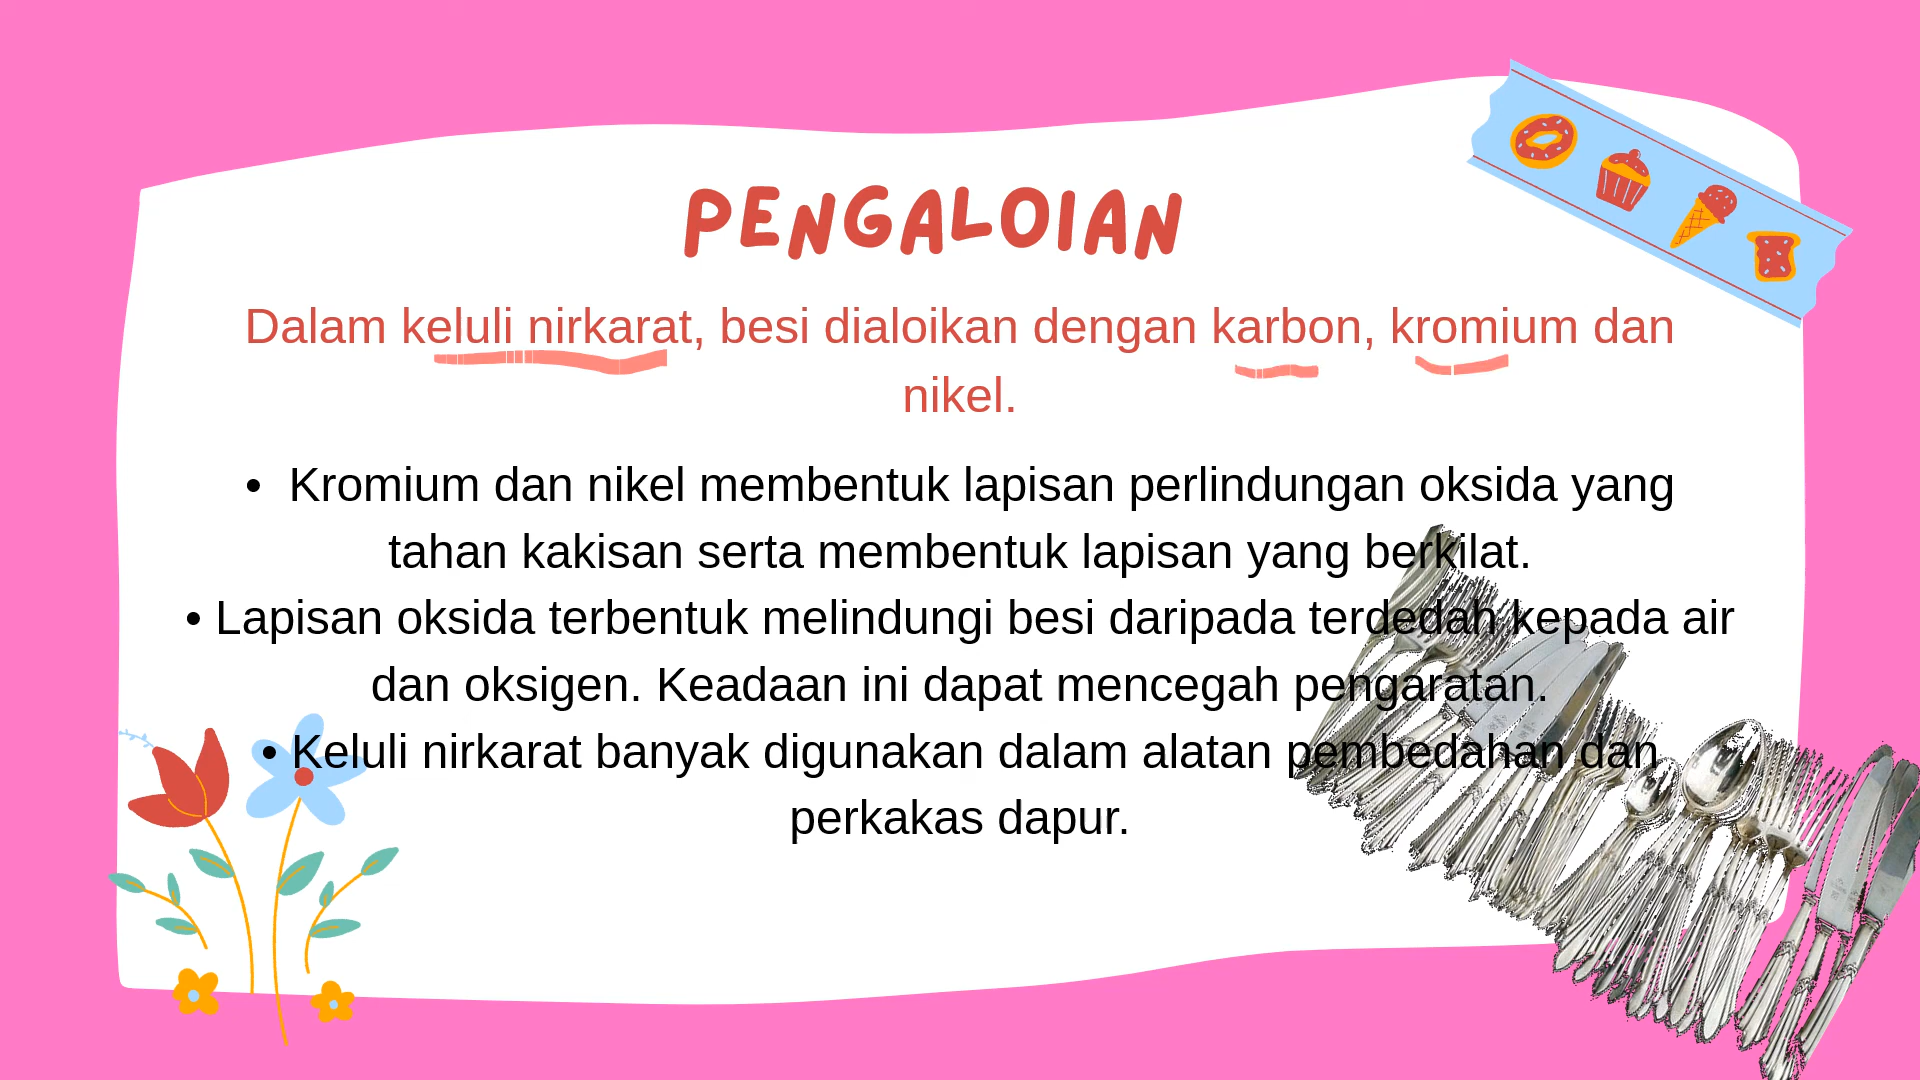 PENGALOIAN
Dalam keluli nirkarat, besi dialoikan dengan karbon, kromium dan
nikel.
• Kromium dan nikel membentuk lapisan perlindungan oksida yang
tahan kakisan serta membentuk lapisan yang berkilat.
• Lapisan oksida terbentuk melindungi besi daripada terdedah kepada air
dan oksigen. Keadaan ini dapat mencegah pengaratan.
• Keluli nirkarat banyak digunakan dalam alatan pembedahan dan
perkakas dapur.